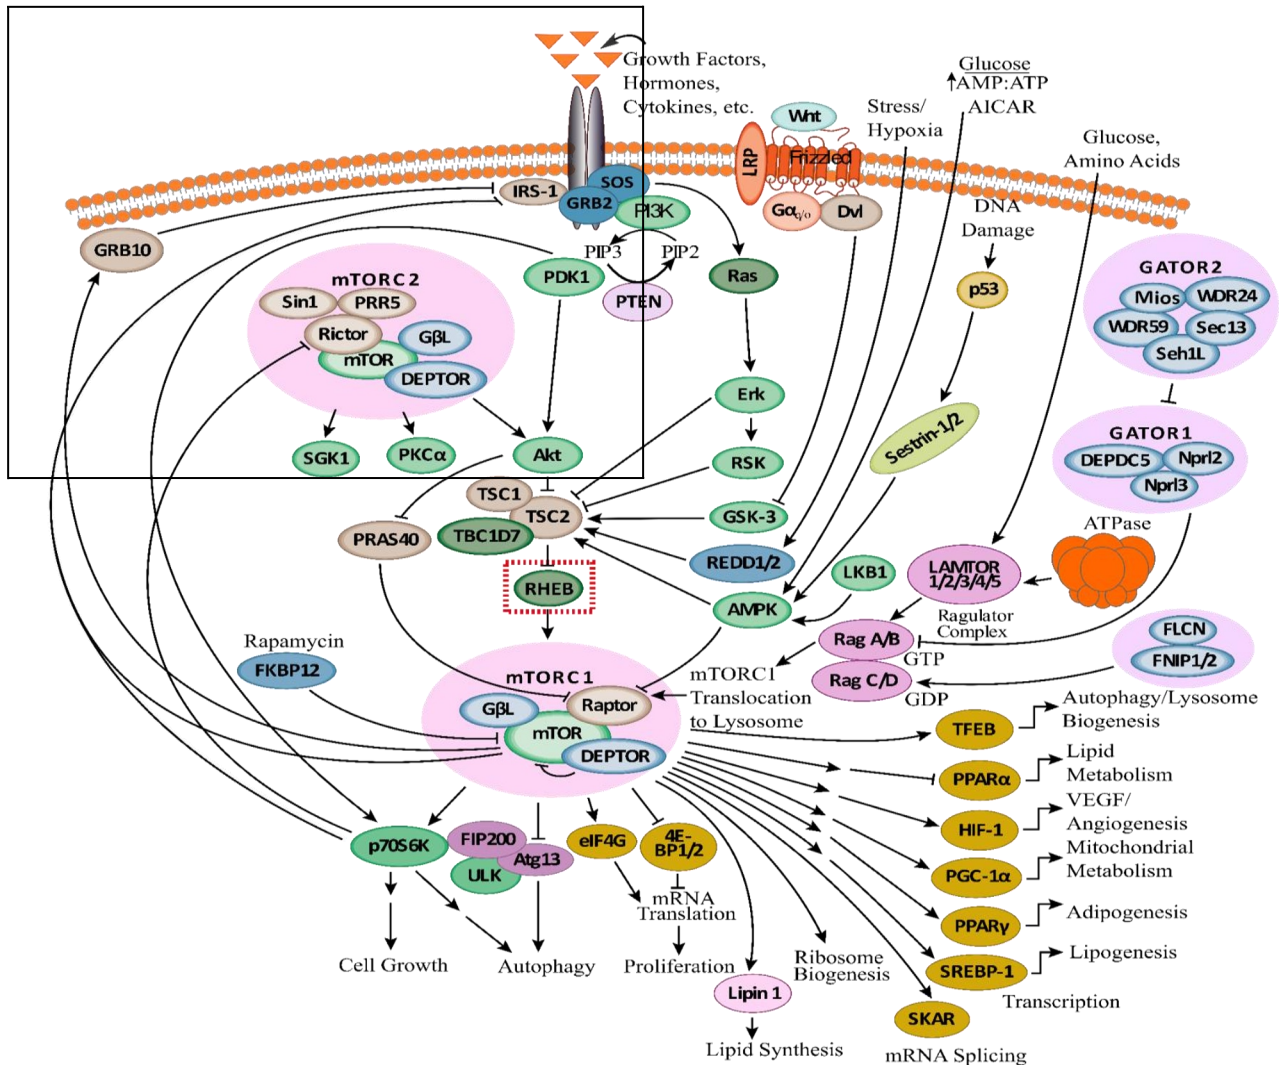 Growth Factors,
Hormones,
Cytokines, etc.
Glucose
AMP:ATP
AICAR
Stress/
Hypoxia
Glucose,
Amino Acids
Wnt
LRP
Frizzled
Gαq/o
Dvl
DNA
Damage
IRS-1
SOS
GRB2
PI3K
GRB10
PIP3
PIP2
PDK1
PTEN
Ras
p53
mTORC2
Sin1
PRR5
Rictor
GβL
mTOR
DEPTOR
GATOR2
Mios
WDR24
WDR59
Sec13
Seh1L
Erk
Sestrin-1/2
GATOR1
DEPDC5
Nprl2
Nprl3
SGK1
PKCα
Akt
RSK
TSC1
TSC2
TBC1D7
PRAS40
GSK-3
ATPase
REDD1/2
LKB1
LAMTOR
1/2/3/4/5
RHEB
AMPK
Ragulator
Complex
Rag A/B
GTP
Rag C/D
GDP
FLCN
FNIP1/2
Rapamycin
FKBP12
mTORC1
GβL
Raptor
mTOR
DEPTOR
mTORC1
Translocation
to Lysosome
TFEB
Autophagy/Lysosome
Biogenesis
PPARα
Lipid
Metabolism
HIF-1
VEGF/
Angiogenesis
PGC-1α
Mitochondrial
Metabolism
PPARγ
Adipogenesis
SREBP-1
Lipogenesis
Transcription
SKAR
mRNA Splicing
p70S6K
FIP200
ULK
Atg13
eIF4G
4E-
BP1/2
mRNA
Translation
Cell Growth
Autophagy
Proliferation
Ribosome
Biogenesis
Lipin 1
Lipid Synthesis